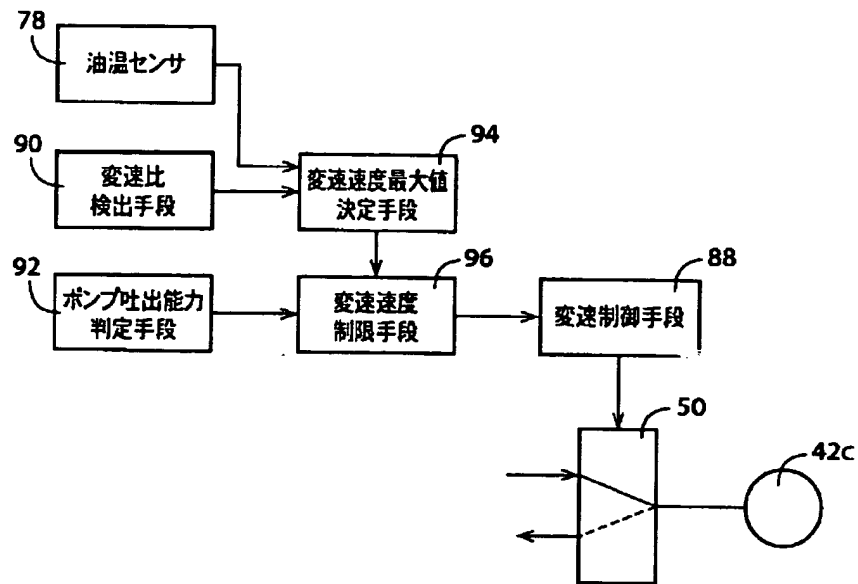 78
油温センサ
90
変速比
検出手段
94
変速速度最大値
決定手段
92
ポンプ吐出能力
判定手段
96
変速速度
制限手段
88
変速制御手段
50
42c